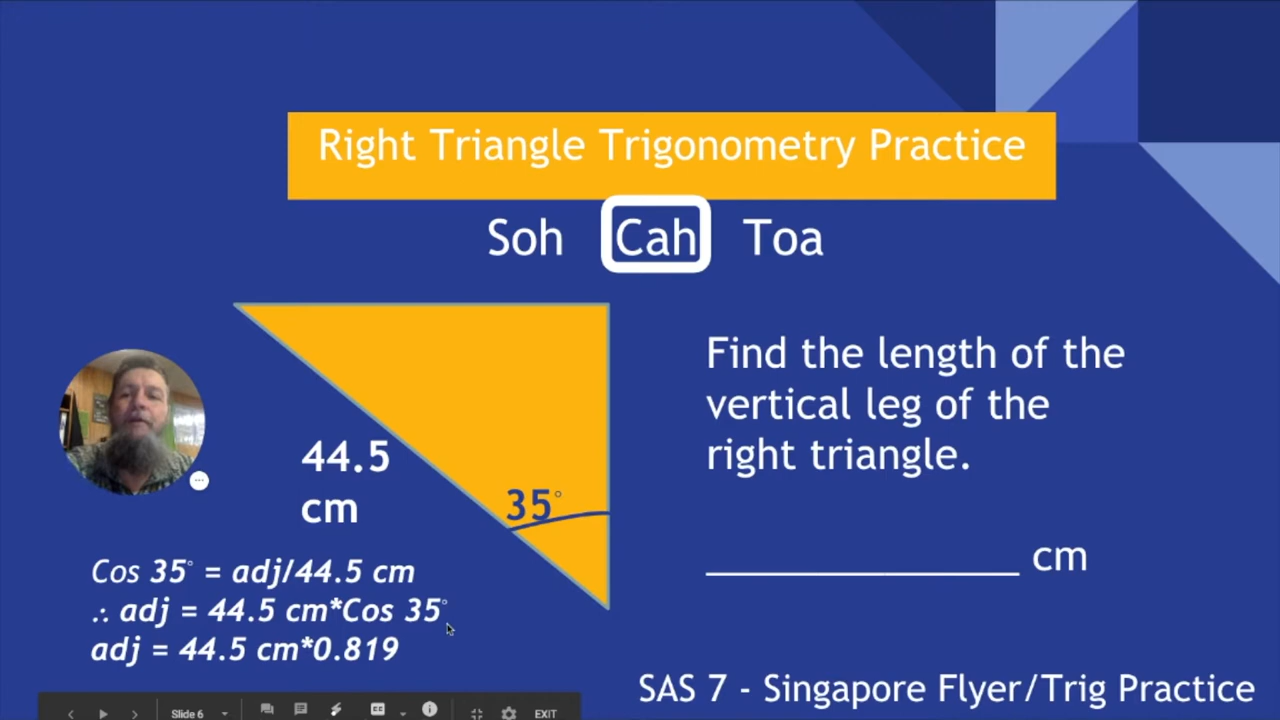 Right Triangle Trigonometry Practice
Soh Cah Toa
Find the length of the
vertical leg of the
right triangle.
44.5
cm
35°
______________ cm
Cos 35° = adj/44.5 cm
∴ adj = 44.5 cm*Cos 35°
adj = 44.5 cm*0.819
SAS 7 - Singapore Flyer/Trig Practice
Slide 6
CC
EXIT